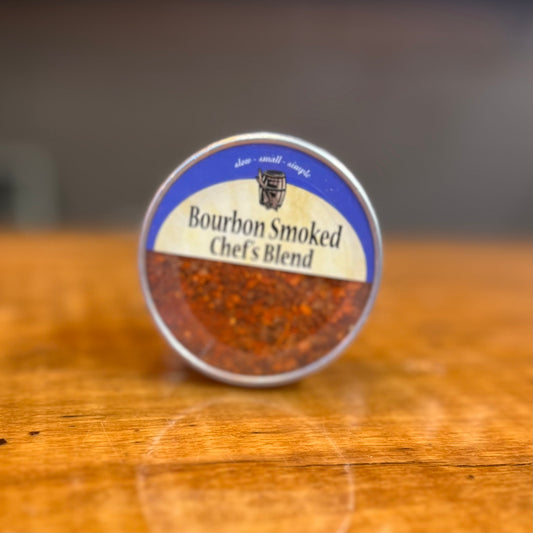 slow - small - simple
Bourbon Smoked
Chef's Blend